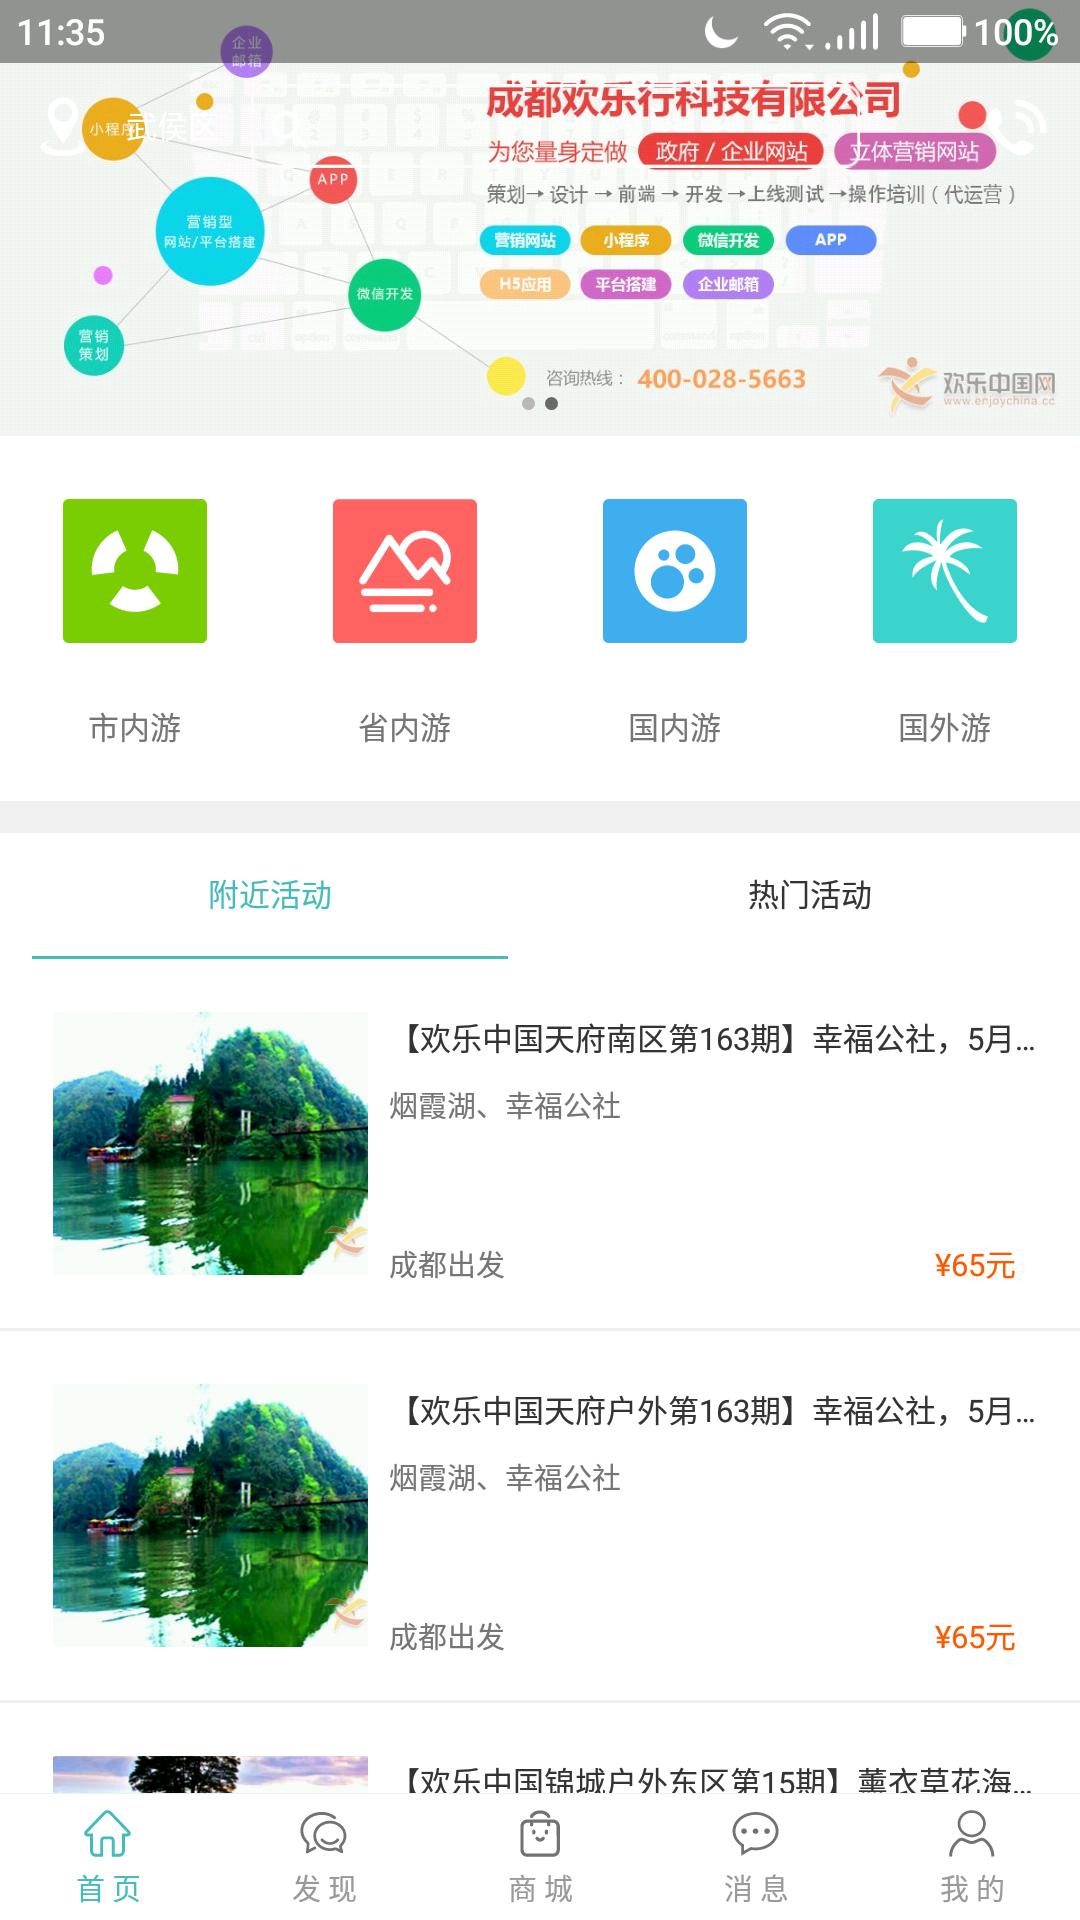 11:35
100%
企业
邮箱
小程序
武侯区
APP
营销型
网站/平台搭建
微信开发
营销
策划
成都欢乐行科技有限公司
为您量身定做 政府 / 企业网站 立体营销网站
策划→ 设计 → 前端 → 开发 →上线测试 →操作培训 ( 代运营 )
营销网站 小程序 微信开发 APP
H5应用 平台搭建 企业邮箱
咨询热线： 400-028-5663
欢乐中国网
www.enjoychina.cc
市内游 省内游 国内游 国外游
附近活动 热门活动
【欢乐中国天府南区第163期】幸福公社，5月...
烟霞湖、幸福公社
成都出发 ¥65元
【欢乐中国天府户外第163期】幸福公社，5月...
烟霞湖、幸福公社
成都出发 ¥65元
【欢乐中国锦城户外东区第15期】薰衣草花海...
首页 发现 商城 消息 我的